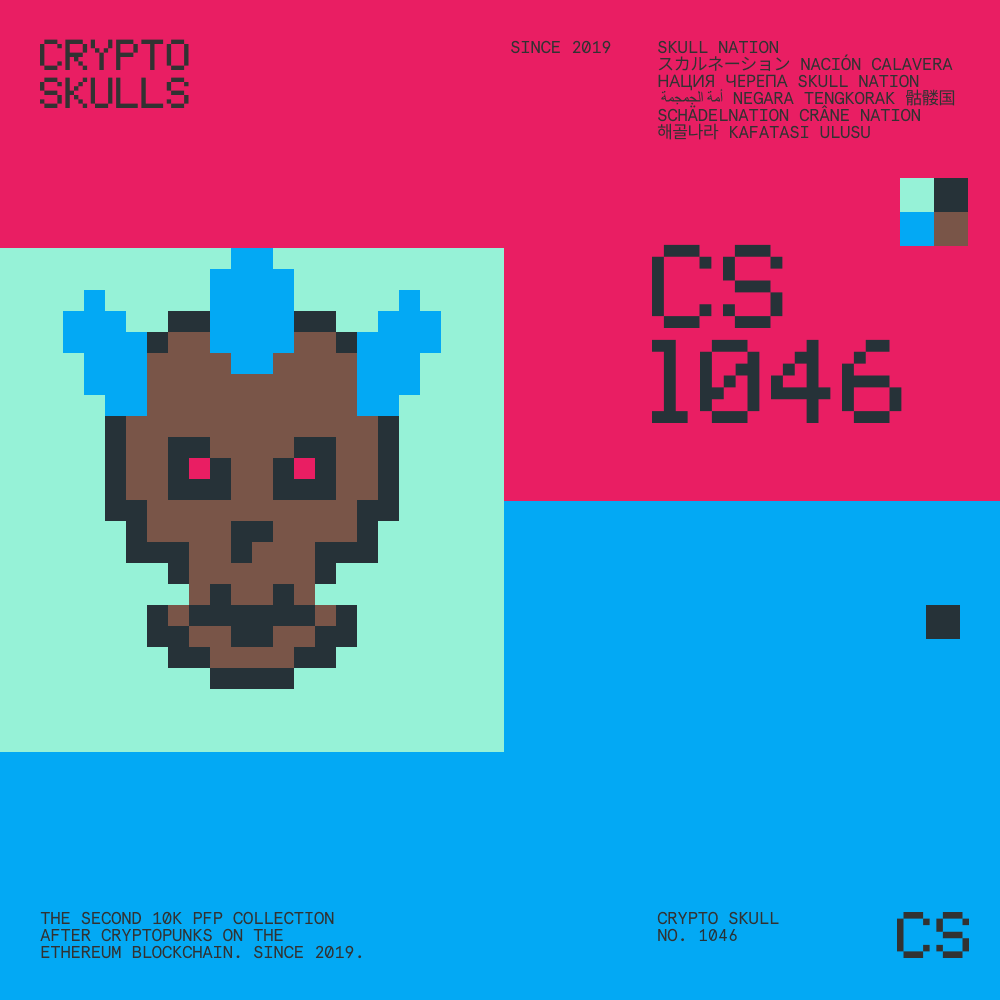 CRYPTO
SKULLS
SINCE 2019
SKULL NATION
スカルネーション NACIÓN CALAVERA
НАЦИЯ ЧЕРЕПА SKULL NATION
أمة الجمجمة NEGARA TENGKORAK 骷髅国
SCHÄDELNATION CRÂNE NATION
해골나라 KAFATASI ULUSU
CS
1046
THE SECOND 10K PFP COLLECTION
AFTER CRYPTOPUNKS ON THE
ETHEREUM BLOCKCHAIN. SINCE 2019.
CRYPTO SKULL
NO. 1046
CS